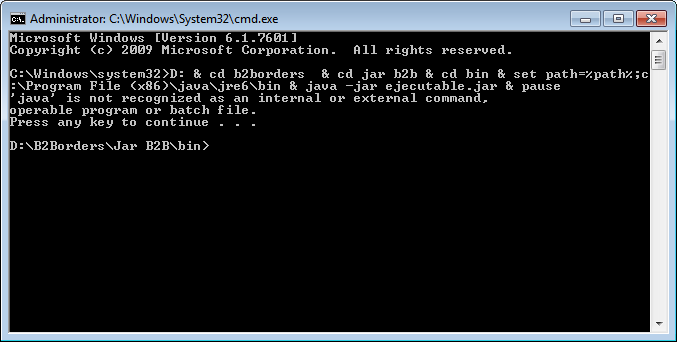 Administrator: C:\Windows\System32\cmd.exe
Microsoft Windows [Version 6.1.7601]
Copyright (c) 2009 Microsoft Corporation.  All rights reserved.
C:\Windows\system32>D: & cd b2borders  & cd jar b2b & cd bin & set path=%path%;c
:\Program File (x86)\java\jre6\bin & java -jar ejecutable.jar & pause
'java' is not recognized as an internal or external command,
operable program or batch file.
Press any key to continue . . .
D:\B2Borders\Jar B2B\bin>